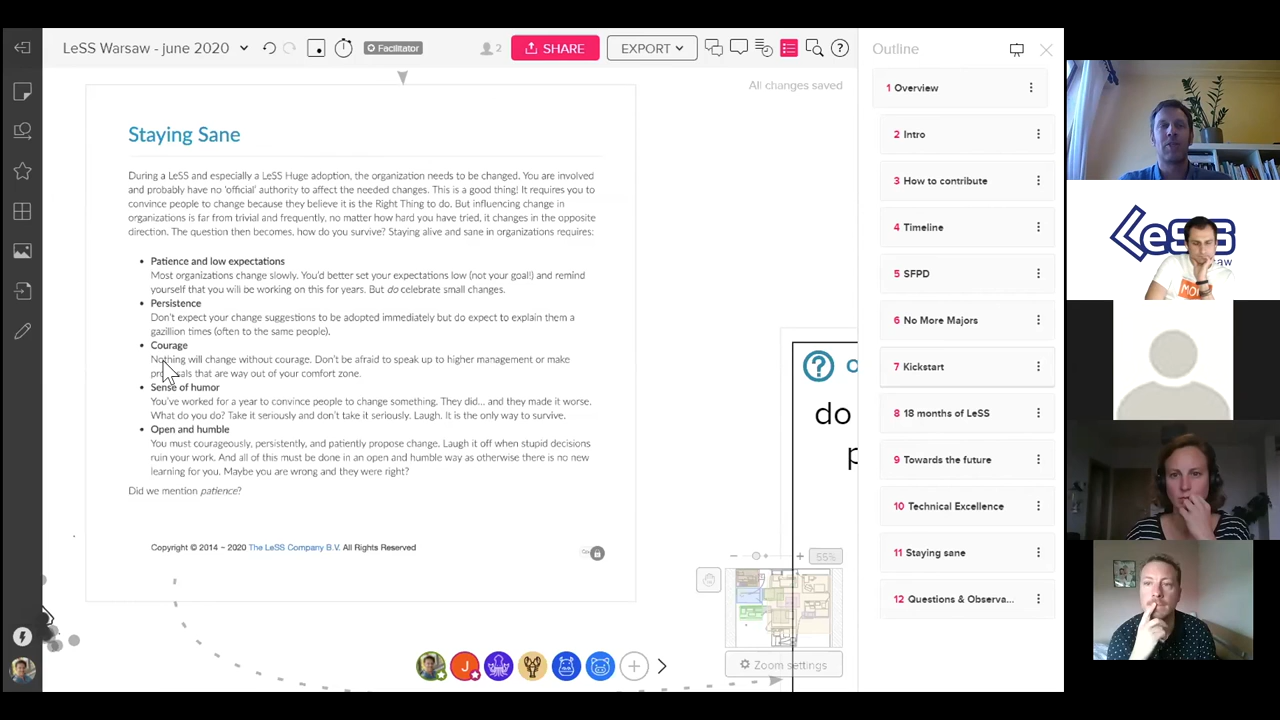 LeSS Warsaw - june 2020
Facilitator
2
SHARE
EXPORT
?
Outline
All changes saved
1 Overview
2 Intro
3 How to contribute
4 Timeline
5 SFPD
6 No More Majors
7 Kickstart
8 18 months of LeSS
9 Towards the future
10 Technical Excellence
11 Staying sane
12 Questions & Observa...
Staying Sane
During a LeSS and especially a LeSS Huge adoption, the organization needs to be changed. You are involved
and probably have no 'official' authority to affect the needed changes. This is a good thing! It requires you to
convince people to change because they believe it is the Right Thing to do. But influencing change in
organizations is far from trivial and frequently, no matter how hard you have tried, it changes in the opposite
direction. The question then becomes, how do you survive? Staying alive and sane in organizations requires:
• Patience and low expectations
Most organizations change slowly. You'd better set your expectations low (not your goal!) and remind
yourself that you will be working on this for years. But do celebrate small changes.
• Persistence
Don't expect your change suggestions to be adopted immediately but do expect to explain them a
gazillion times (often to the same people).
• Courage
Nothing will change without courage. Don't be afraid to speak up to higher management or make
that are way out of your comfort zone.
• Sense of humor
You've worked for a year to convince people to change something. They did... and they made it worse.
What do you do? Take it seriously and don't take it seriously. Laugh. It is the only way to survive.
• Open and humble
You must courageously, persistently, and patiently propose change. Laugh it off when stupid decisions
ruin your work. And all of this must be done in an open and humble way as otherwise there is no new
learning for you. Maybe you are wrong and they were right?
Did we mention patience?
Copyright © 2014 ~ 2020 The LeSS Company B.V. All Rights Reserved
?
do
55%
Zoom settings
J
LeSS